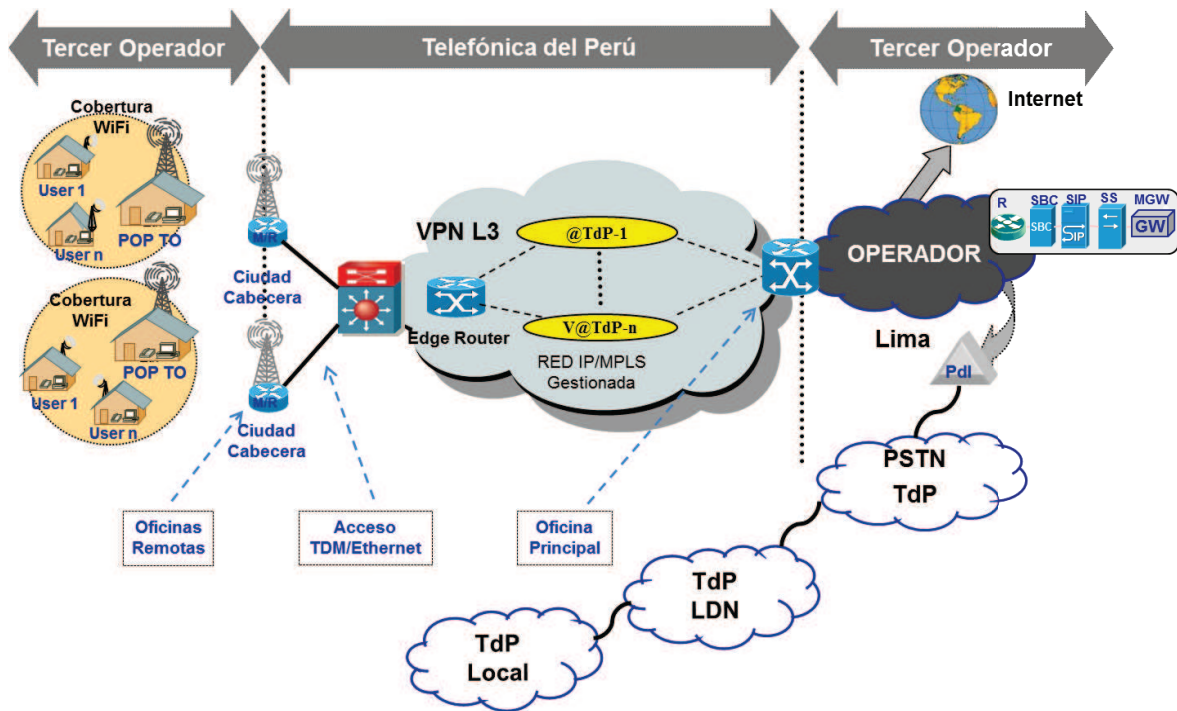 Tercer Operador
Telefónica del Perú
Tercer Operador
Cobertura
WiFi
User 1
User n
POP TO
Cobertura
WiFi
POP TO
User 1
User n
M/R
Ciudad
Cabecera
M/R
Ciudad
Cabecera
VPN L3
Edge Router
@TdP-1
V@TdP-n
RED IP/MPLS
Gestionada
Internet
OPERADOR
R
SBC
SIP
SS
MGW
SBC
SIP
GW
Lima
PdI
PSTN
TdP
Oficinas
Remotas
Acceso
TDM/Ethernet
Oficina
Principal
TdP
LDN
TdP
Local